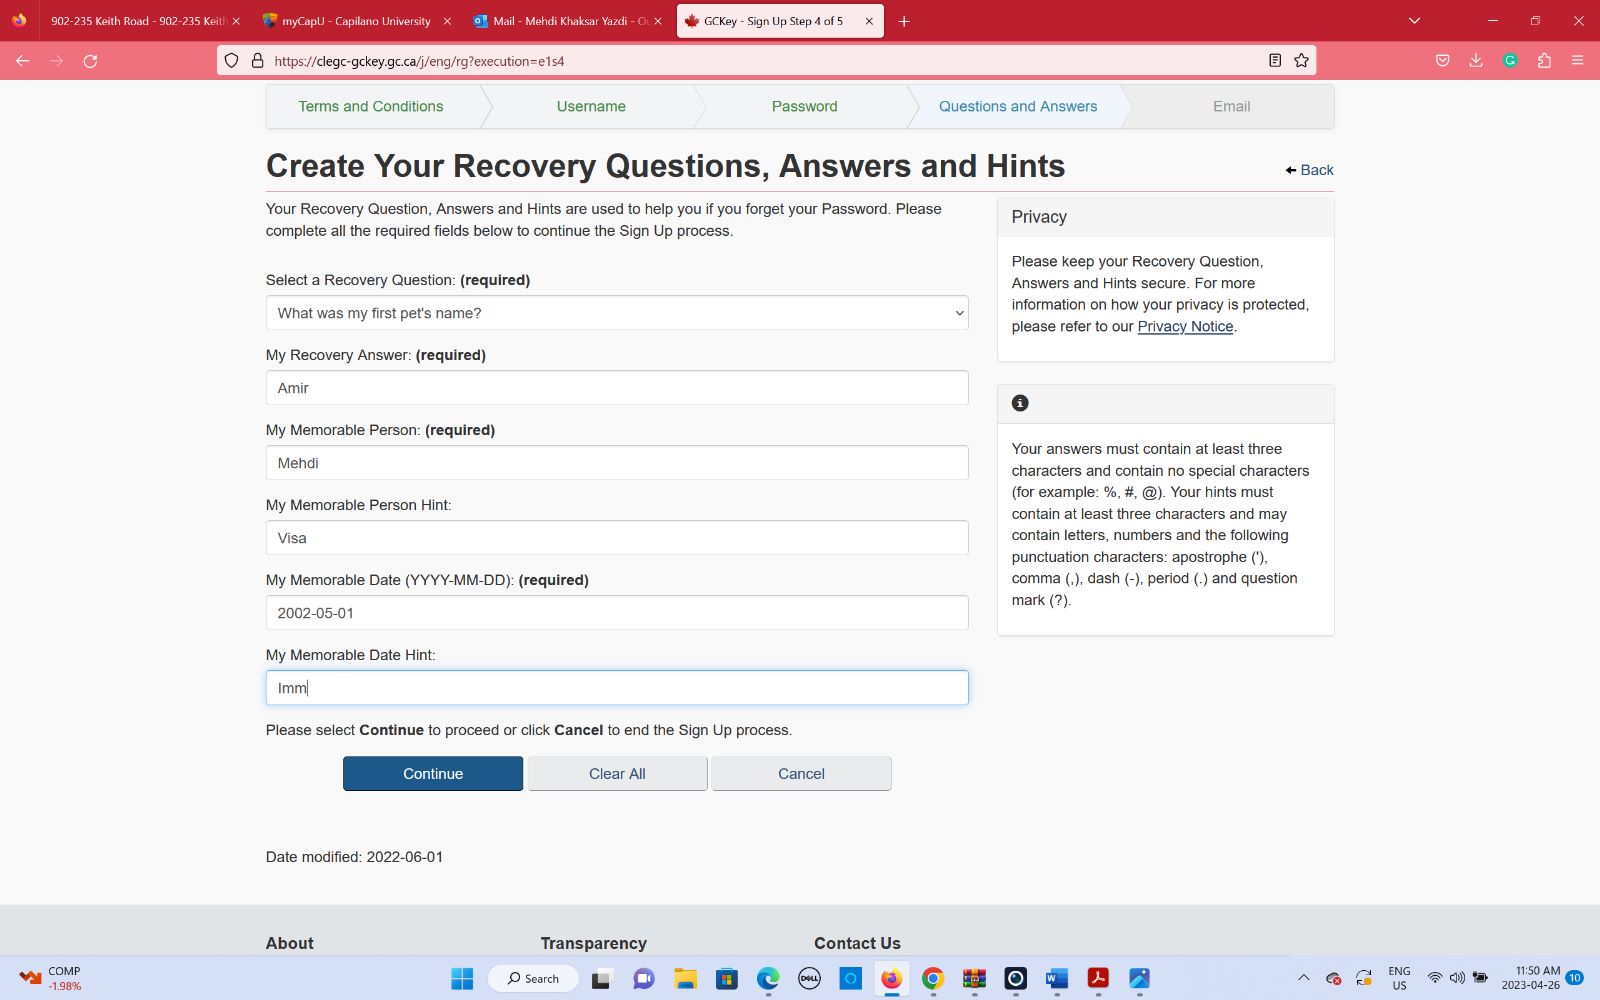 902-235 Keith Road - 902-235 Keith
myCapU - Capilano University
Mail - Mehdi Khaksar Yazdi - Ou
GCKey - Sign Up Step 4 of 5
https://clegc-gckey.gc.ca/j/eng/rg?execution=e1s4
Terms and Conditions
Username
Password
Questions and Answers
Email
Create Your Recovery Questions, Answers and Hints
Back
Your Recovery Question, Answers and Hints are used to help you if you forget your Password. Please
complete all the required fields below to continue the Sign Up process.
Select a Recovery Question: (required)
What was my first pet's name?
My Recovery Answer: (required)
Amir
My Memorable Person: (required)
Mehdi
My Memorable Person Hint:
Visa
My Memorable Date (YYYY-MM-DD): (required)
2002-05-01
My Memorable Date Hint:
Imm
Please select Continue to proceed or click Cancel to end the Sign Up process.
Continue
Clear All
Cancel
Privacy
Please keep your Recovery Question,
Answers and Hints secure. For more
information on how your privacy is protected,
please refer to our Privacy Notice.
Your answers must contain at least three
characters and contain no special characters
(for example: %, #, @). Your hints must
contain at least three characters and may
contain letters, numbers and the following
punctuation characters: apostrophe ('),
comma (,), dash (-), period (.) and question
mark (?).
Date modified: 2022-06-01
About
Transparency
Contact Us
COMP
-1.98%
Search
DELL
ENG
US
11:50 AM
2023-04-26
10